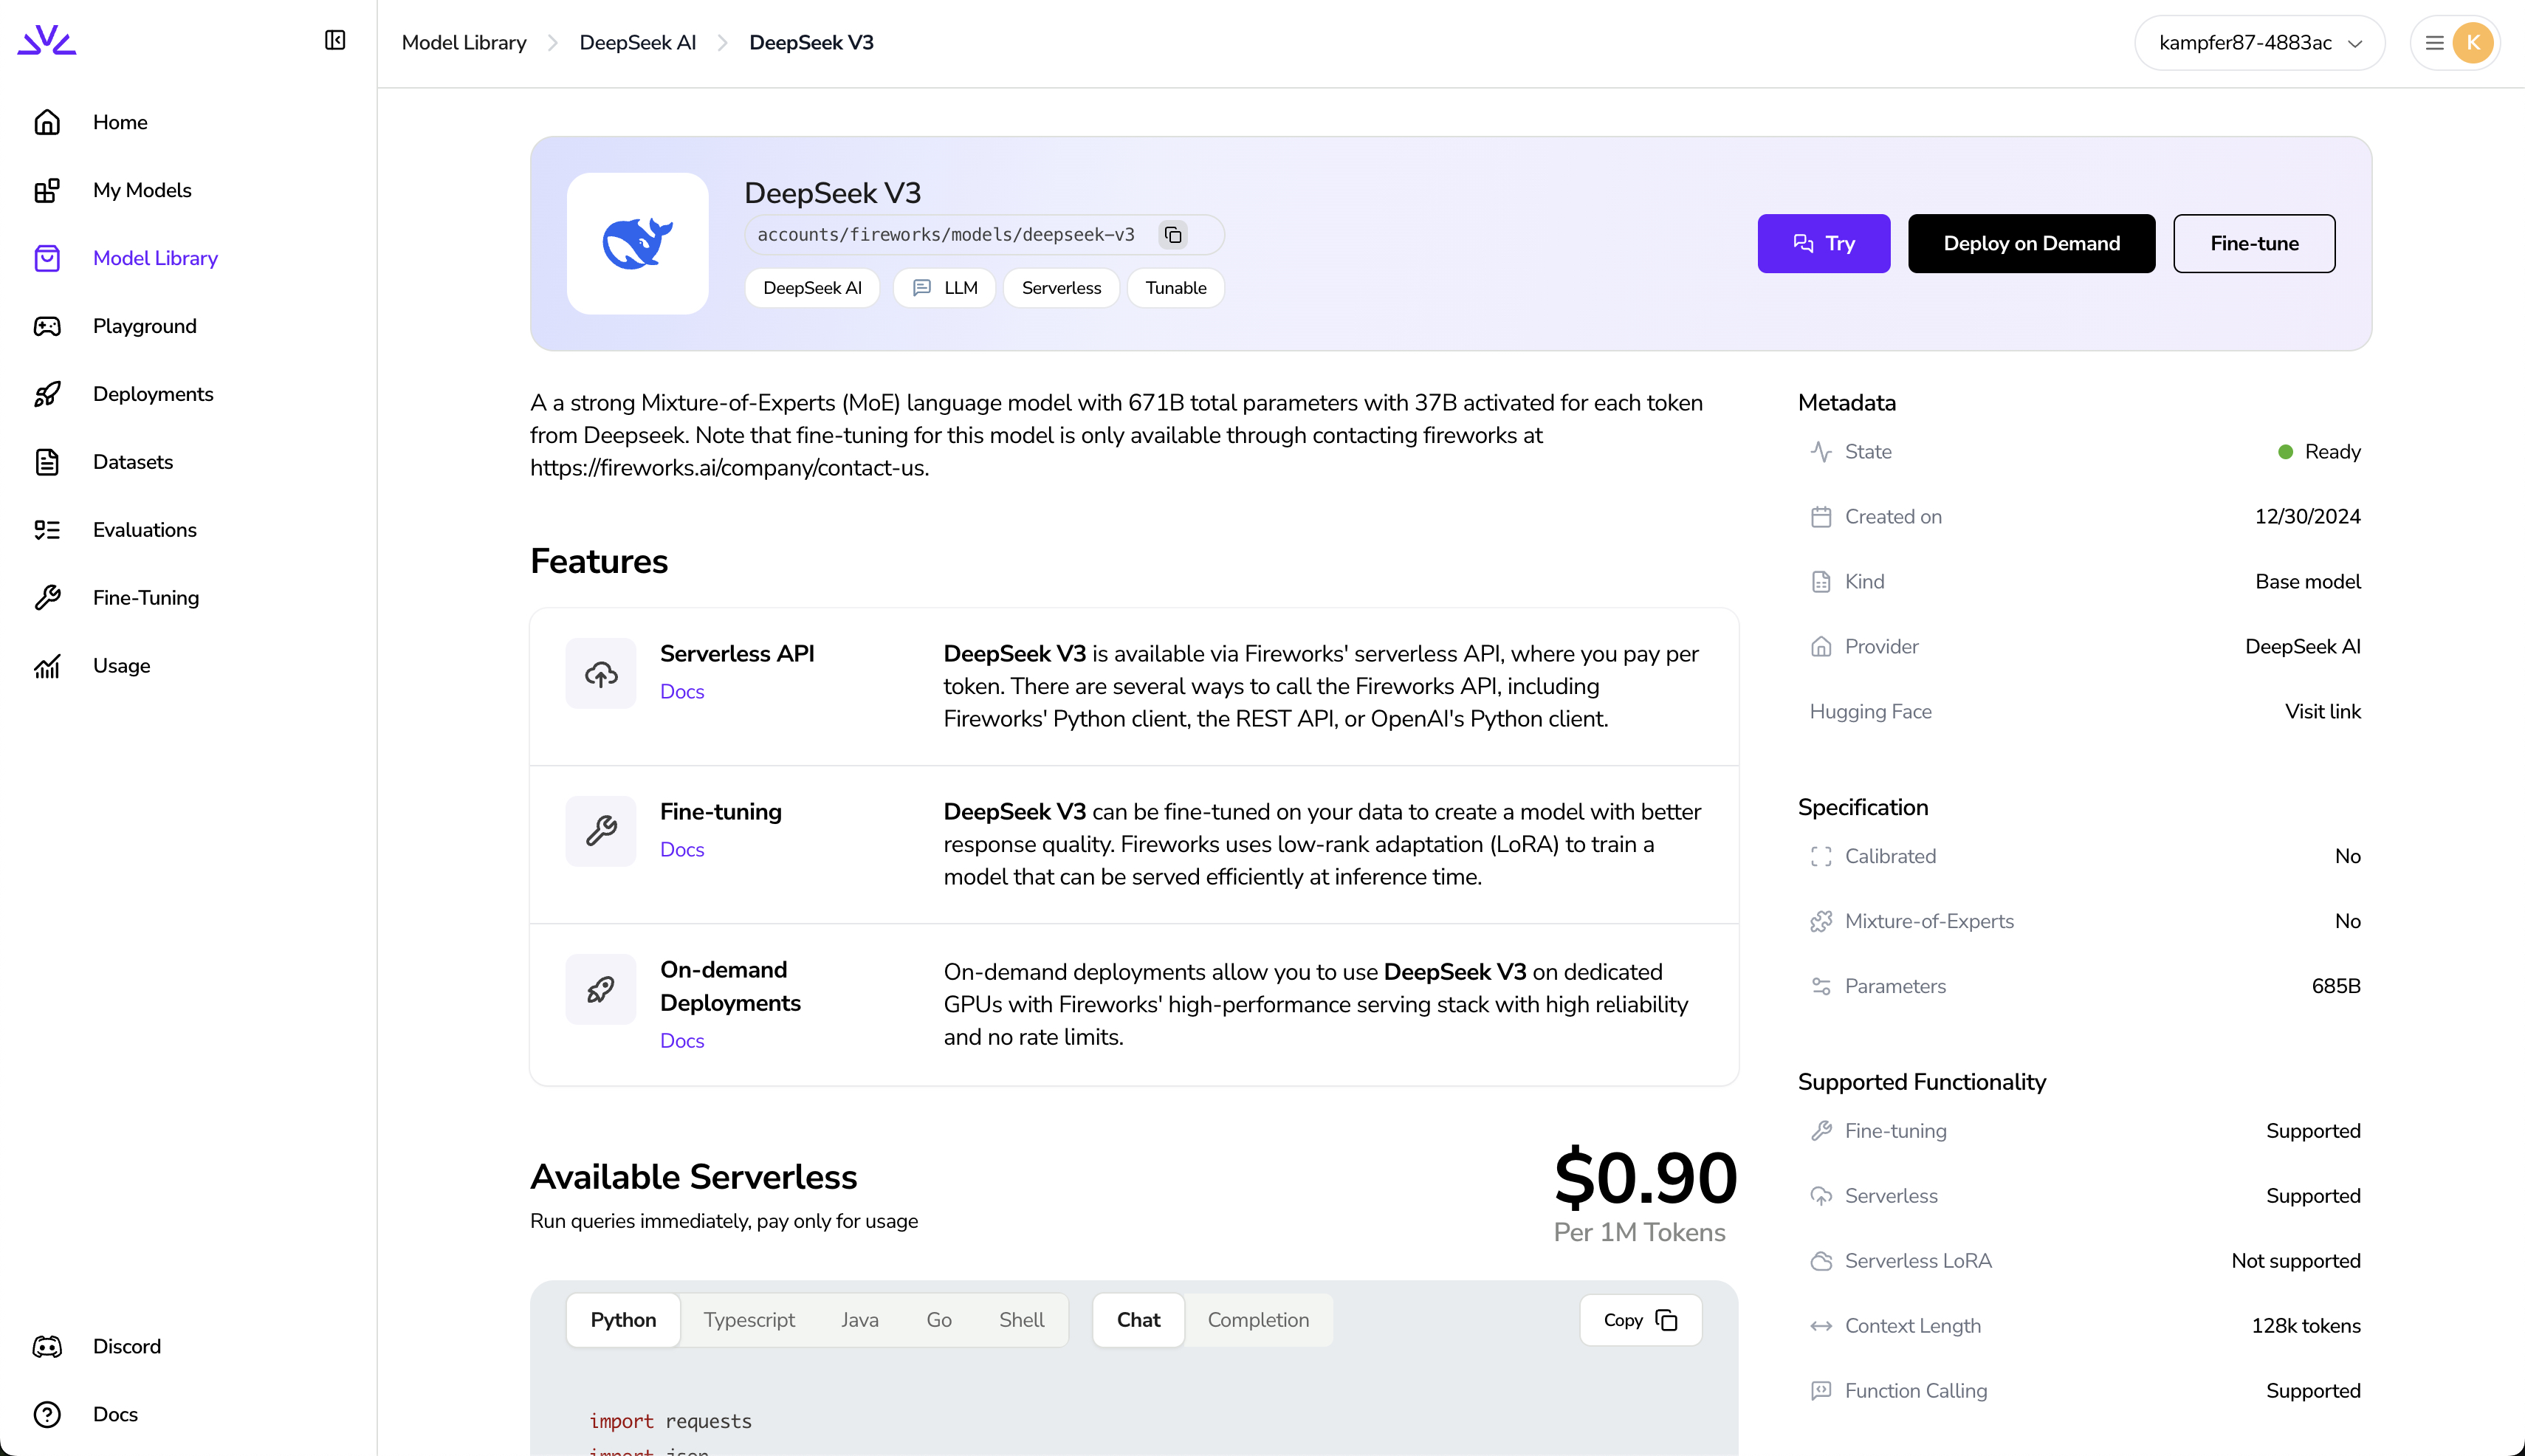 Model Library
DeepSeek AI
DeepSeek V3
kampfer87-4883ac
K
Home
My Models
Model Library
Playground
Deployments
Datasets
Evaluations
Fine-Tuning
Usage
Discord
Docs
DeepSeek V3
accounts/fireworks/models/deepseek-v3
DeepSeek AI
LLM
Serverless
Tunable
Try
Deploy on Demand
Fine-tune
A a strong Mixture-of-Experts (MoE) language model with 671B total parameters with 37B activated for each token
from Deepseek. Note that fine-tuning for this model is only available through contacting fireworks at
https://fireworks.ai/company/contact-us.
Features
Serverless API
Docs
DeepSeek V3 is available via Fireworks' serverless API, where you pay per
token. There are several ways to call the Fireworks API, including
Fireworks' Python client, the REST API, or OpenAI's Python client.
Fine-tuning
Docs
DeepSeek V3 can be fine-tuned on your data to create a model with better
response quality. Fireworks uses low-rank adaptation (LoRA) to train a
model that can be served efficiently at inference time.
On-demand
Deployments
Docs
On-demand deployments allow you to use DeepSeek V3 on dedicated
GPUs with Fireworks' high-performance serving stack with high reliability
and no rate limits.
Available Serverless
Run queries immediately, pay only for usage
$0.90
Per 1M Tokens
Python
Typescript
Java
Go
Shell
Chat
Completion
Copy
import requests
import json
Metadata
State
Ready
Created on
12/30/2024
Kind
Base model
Provider
DeepSeek AI
Hugging Face
Visit link
Specification
Calibrated
No
Mixture-of-Experts
No
Parameters
685B
Supported Functionality
Fine-tuning
Supported
Serverless
Supported
Serverless LoRA
Not supported
Context Length
128k tokens
Function Calling
Supported